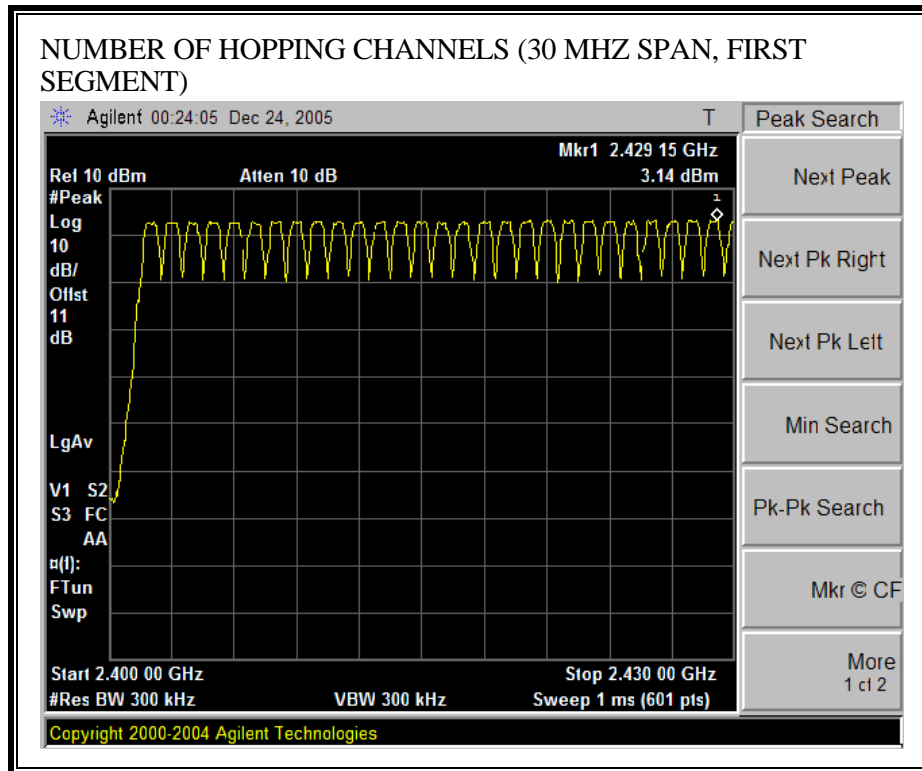 NUMBER OF HOPPING CHANNELS (30 MHZ SPAN, FIRST
SEGMENT)
Agilent 00:24:05 Dec 24, 2005 T
Peak Search
Mkr1 2.429 15 GHz
Ref 10 dBm Atten 10 dB 3.14 dBm
#Peak
Log
10
dB/
Offst
11
dB
LgAv
V1 S2
S3 FC
AA
¤(f):
FTun
Swp
1
Start 2.400 00 GHz Stop 2.430 00 GHz
#Res BW 300 kHz VBW 300 kHz Sweep 1 ms (601 pts)
Copyright 2000-2004 Agilent Technologies
Next Peak
Next Pk Right
Next Pk Left
Min Search
Pk-Pk Search
Mkr © CF
More
1 of 2